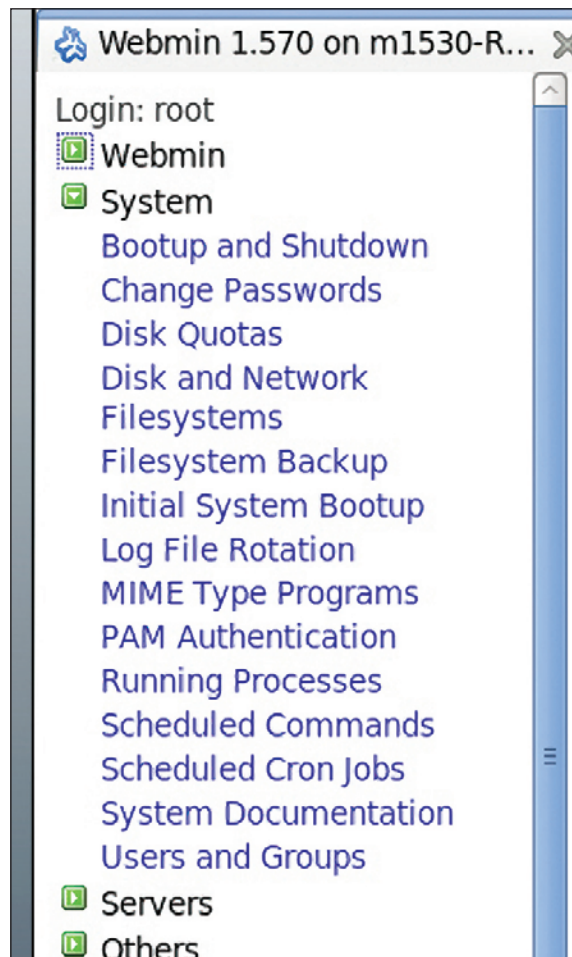 Webmin 1.570 on m1530-R...
Login: root
Webmin
System
Bootup and Shutdown
Change Passwords
Disk Quotas
Disk and Network
Filesystems
Filesystem Backup
Initial System Bootup
Log File Rotation
MIME Type Programs
PAM Authentication
Running Processes
Scheduled Commands
Scheduled Cron Jobs
System Documentation
Users and Groups
Servers
Others